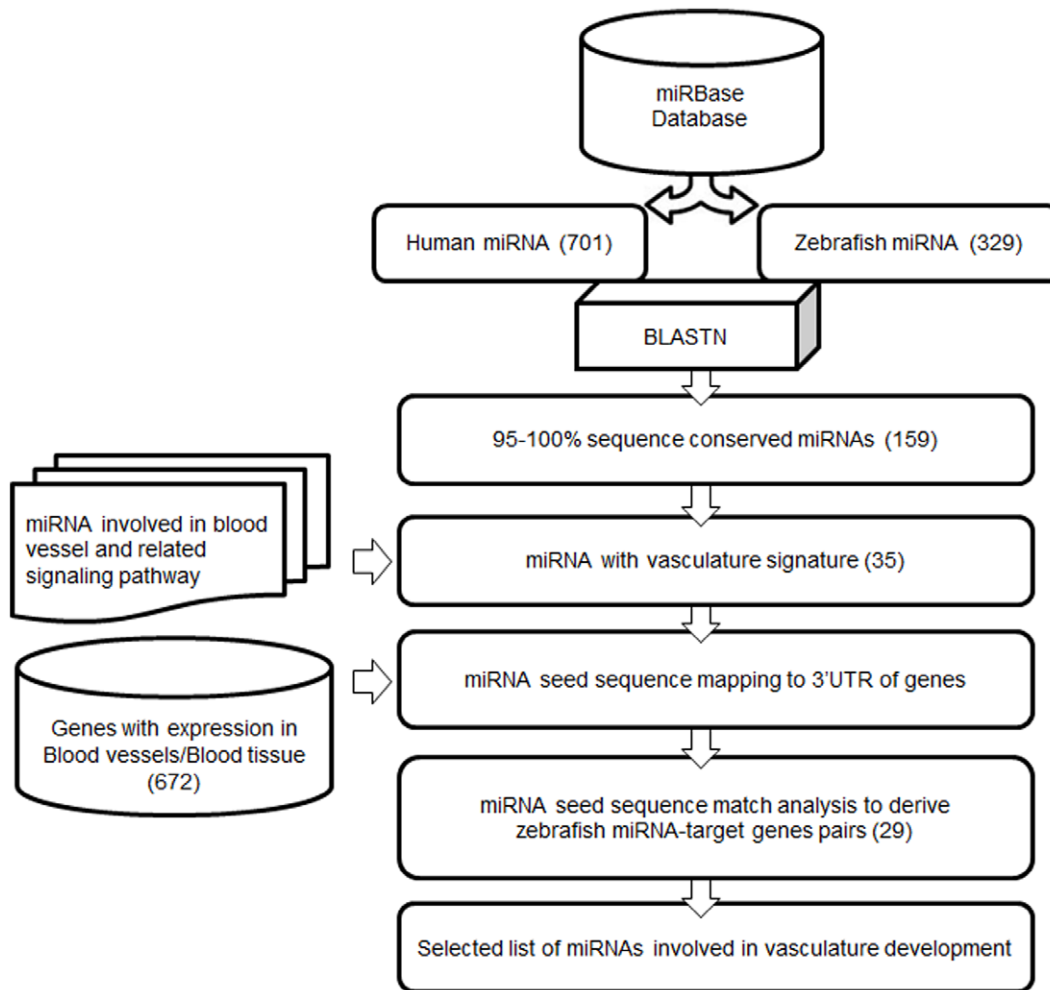 miRBase
Database
Human miRNA (701)
Zebrafish miRNA (329)
BLASTN
95-100% sequence conserved miRNAs (159)
miRNA involved in blood
vessel and related
signaling pathway
miRNA with vasculature signature (35)
miRNA seed sequence mapping to 3'UTR of genes
Genes with expression in
Blood vessels/Blood tissue
(672)
miRNA seed sequence match analysis to derive
zebrafish miRNA-target genes pairs (29)
Selected list of miRNAs involved in vasculature development